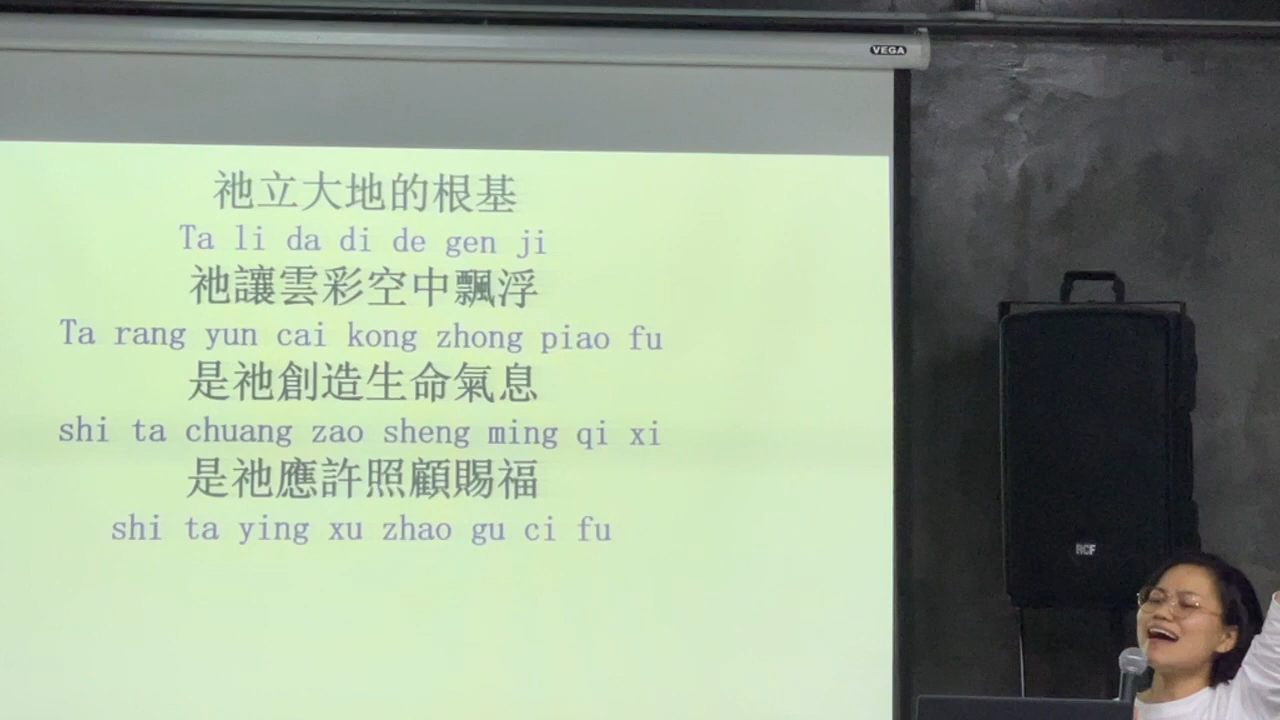 VEGA
祂立大地的根基
Ta li da di de gen ji
祂讓雲彩空中飄浮
Ta rang yun cai kong zhong piao fu
是祂創造生命氣息
shi ta chuang zao sheng ming qi xi
是祂應許照顧賜福
shi ta ying xu zhao gu ci fu
RCF